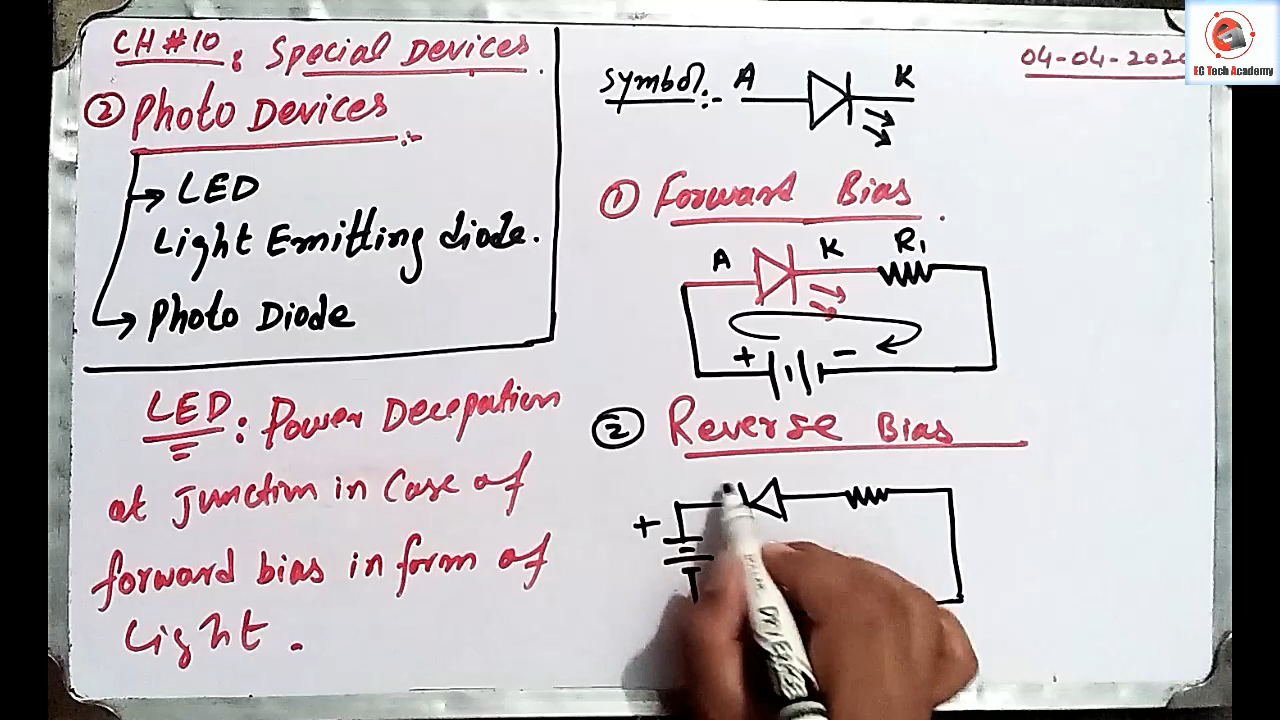 CH#10: Special Devices
② Photo Devices :-
LED
Light Emitting diode.
Photo Diode
LED: Power Decepation
at Junction in Case of
forward bias in form of
Light.
04-04-202
EG Tech Academy
Symbol:- A K
① Forward Bias.
A K R1
+ -
② Reverse Bias
+